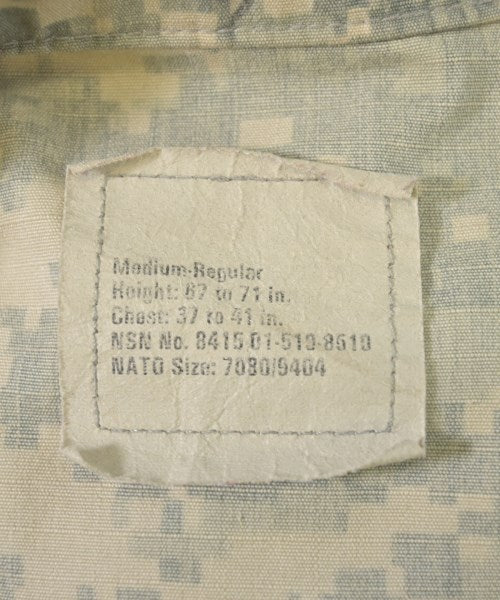 Medium-Regular
Height: 67 to 71 in.
Chest: 37 to 41 in.
NSN No. 8415-01-519-8510
NATO Size: 7080/9404